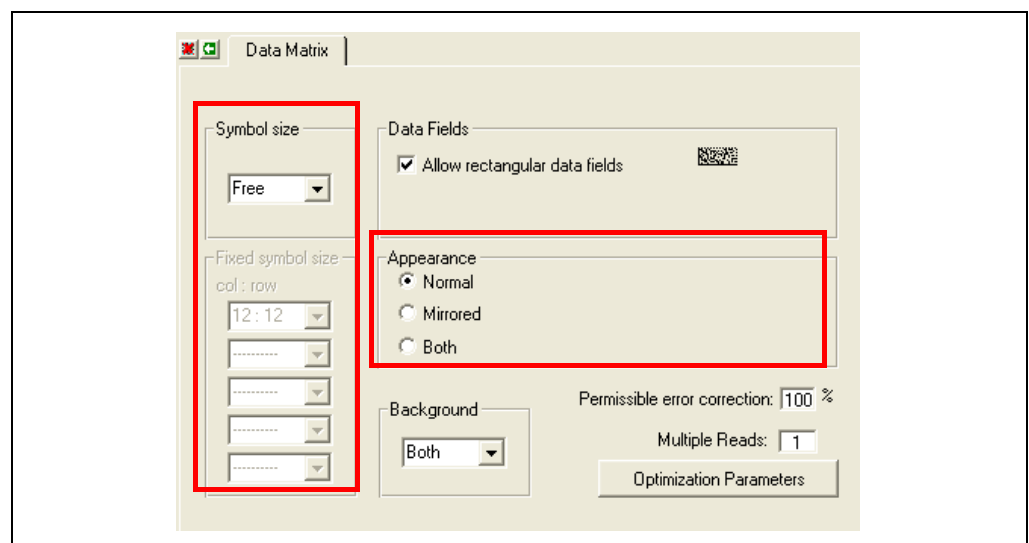 Data Matrix
Symbol size
Free
Fixed symbol size
col : row
12 : 12
----------
----------
----------
----------
Data Fields
Allow rectangular data fields
Appearance
Normal
Mirrored
Both
Background
Both
Permissible error correction: 100 %
Multiple Reads: 1
Optimization Parameters